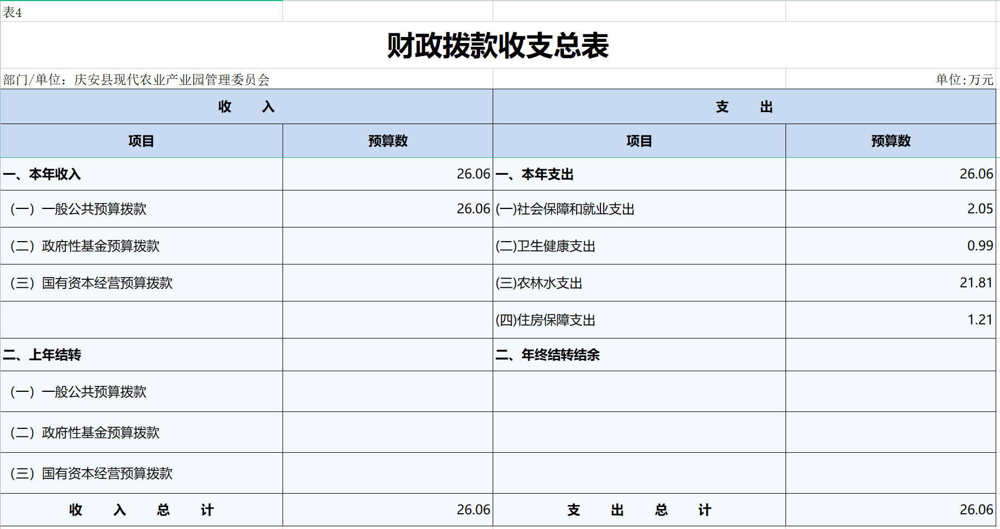 表4
财政拨款收支总表
部门/单位：庆安县现代农业产业园管理委员会 单位:万元
收 入 支 出
项目 预算数 项目 预算数
一、本年收入 26.06 一、本年支出 26.06
（一）一般公共预算拨款 26.06 (一)社会保障和就业支出 2.05
（二）政府性基金预算拨款 (二)卫生健康支出 0.99
（三）国有资本经营预算拨款 (三)农林水支出 21.81
(四)住房保障支出 1.21
二、上年结转 二、年终结转结余
（一）一般公共预算拨款
（二）政府性基金预算拨款
（三）国有资本经营预算拨款
收 入 总 计 26.06 支 出 总 计 26.06